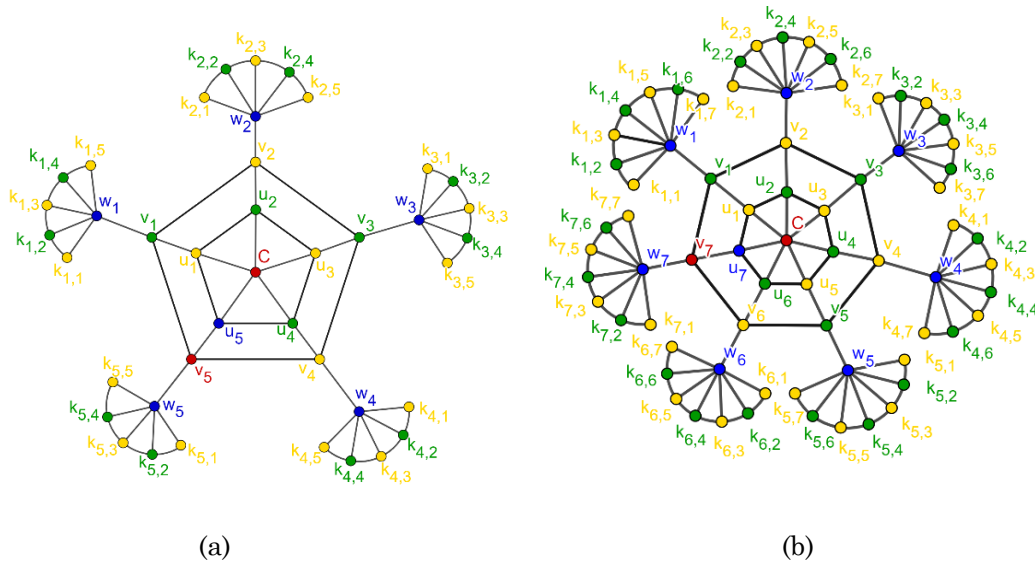 k2,3
k2,2
k2,4
k2,1
k2,5
w2
v2
u2
k1,5
k1,4
k1,3
k1,2
k1,1
w1
v1
u1
C
u3
v3
w3
k3,1
k3,2
k3,3
k3,4
k3,5
u5
u4
v5
v4
k5,5
k5,4
k5,3
k5,2
k5,1
w5
w4
k4,1
k4,2
k4,3
k4,4
k4,5
(a)
k2,4
k2,3
k2,5
k2,2
k2,6
k2,1
k2,7
w2
v2
k1,6
k1,5
k1,7
k1,4
k1,3
k1,2
k1,1
w1
v1
k3,1
k3,2
k3,3
k3,4
k3,5
k3,6
k3,7
w3
v3
u2
u1
u3
C
u4
u7
u6
u5
v7
v4
v6
v5
k7,7
k7,6
k7,5
k7,4
k7,3
k7,2
k7,1
w7
w4
k4,1
k4,2
k4,3
k4,4
k4,5
k4,6
k4,7
k6,7
k6,6
k6,5
k6,4
k6,3
k6,2
k6,1
w6
w5
k5,1
k5,2
k5,3
k5,4
k5,5
k5,6
k5,7
(b)